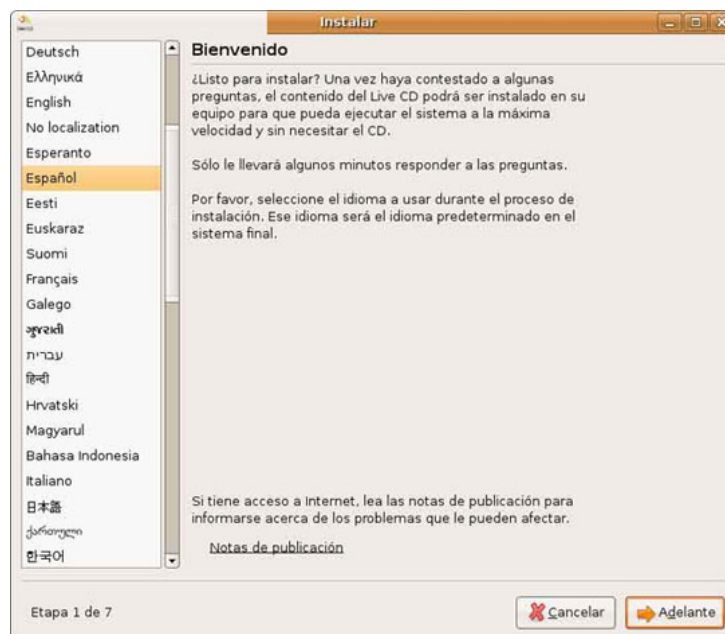 Instalar
Deutsch
Ελληνικά
English
No localization
Esperanto
Español
Eesti
Euskaraz
Suomi
Français
Galego
ગુજરાતી
עברית
हिन्दी
Hrvatski
Magyarul
Bahasa Indonesia
Italiano
日本語
ქართული
한국어
Bienvenido
¿Listo para instalar? Una vez haya contestado a algunas
preguntas, el contenido del Live CD podrá ser instalado en su
equipo para que pueda ejecutar el sistema a la máxima
velocidad y sin necesitar el CD.
Sólo le llevará algunos minutos responder a las preguntas.
Por favor, seleccione el idioma a usar durante el proceso de
instalación. Ese idioma será el idioma predeterminado en el
sistema final.
Si tiene acceso a Internet, lea las notas de publicación para
informarse acerca de los problemas que le pueden afectar.
Notas de publicación
Etapa 1 de 7
Cancelar
Adelante